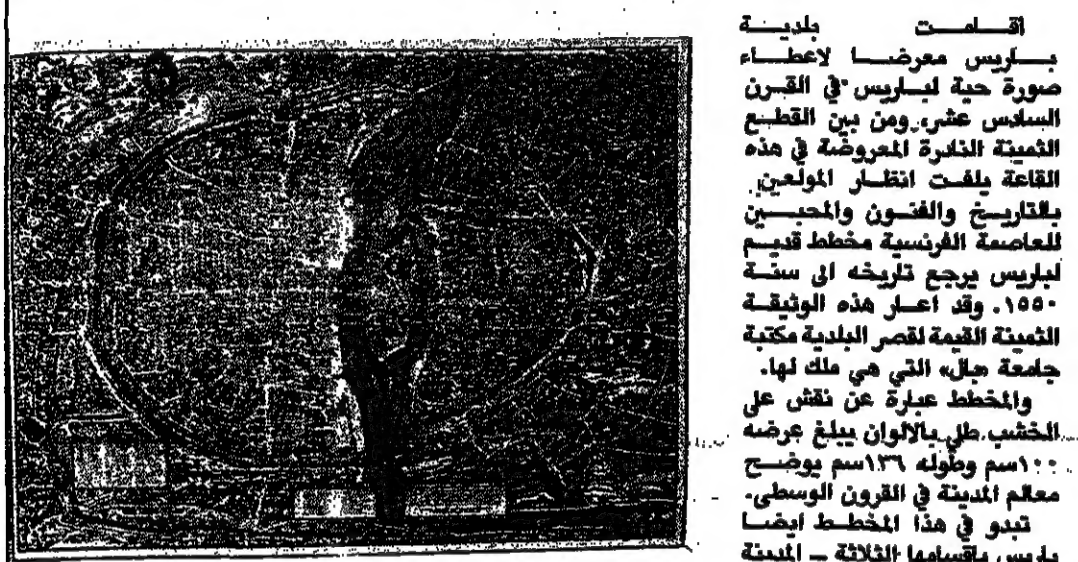 اقامت بلدية
باريس معرضا لاعطاء
صورة حية لباريس في القرن
السادس عشر، ومن بين القطع
الثمينة النادرة المعروضة في هذه
القاعة يلفت انظار المولعين
بالتاريخ والفنون والمحبين
للعاصمة الفرنسية مخطط قديم
لباريس يرجع تاريخه الى سنة
١٥٥٠. وقد اعار هذه الوثيقة
الثمينة القيمة لقصر البلدية مكتبة
جامعة «بال» التي هي ملك لها.
والمخطط عبارة عن نقش على
الخشب طلي بالالوان يبلغ عرضه
١٠٠سم وطوله ١٣٦سم يوضح
معالم المدينة في القرون الوسطى.
تبدو في هذا المخطط ايضا
باريس باقسامها الثلاثة ـ المدينة